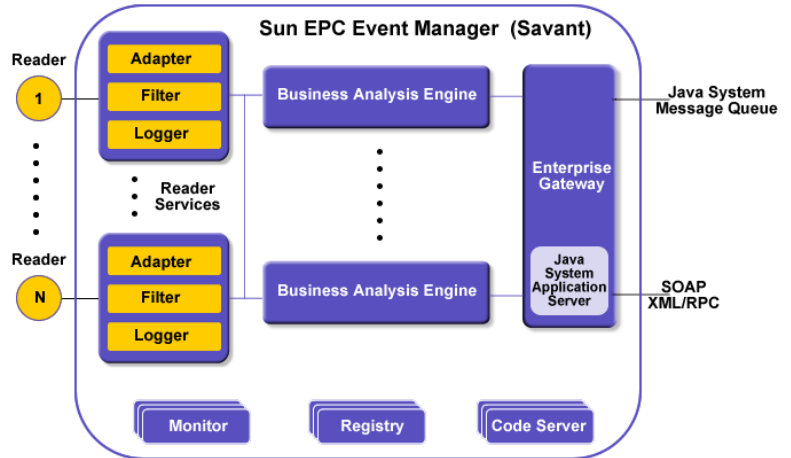 Sun EPC Event Manager (Savant)
Reader
1
Adapter
Filter
Logger
Business Analysis Engine
Java System
Message Queue
Enterprise
Gateway
Reader
Services
Reader
N
Adapter
Filter
Logger
Business Analysis Engine
Java
System
Application
Server
SOAP
XML/RPC
Monitor
Registry
Code Server